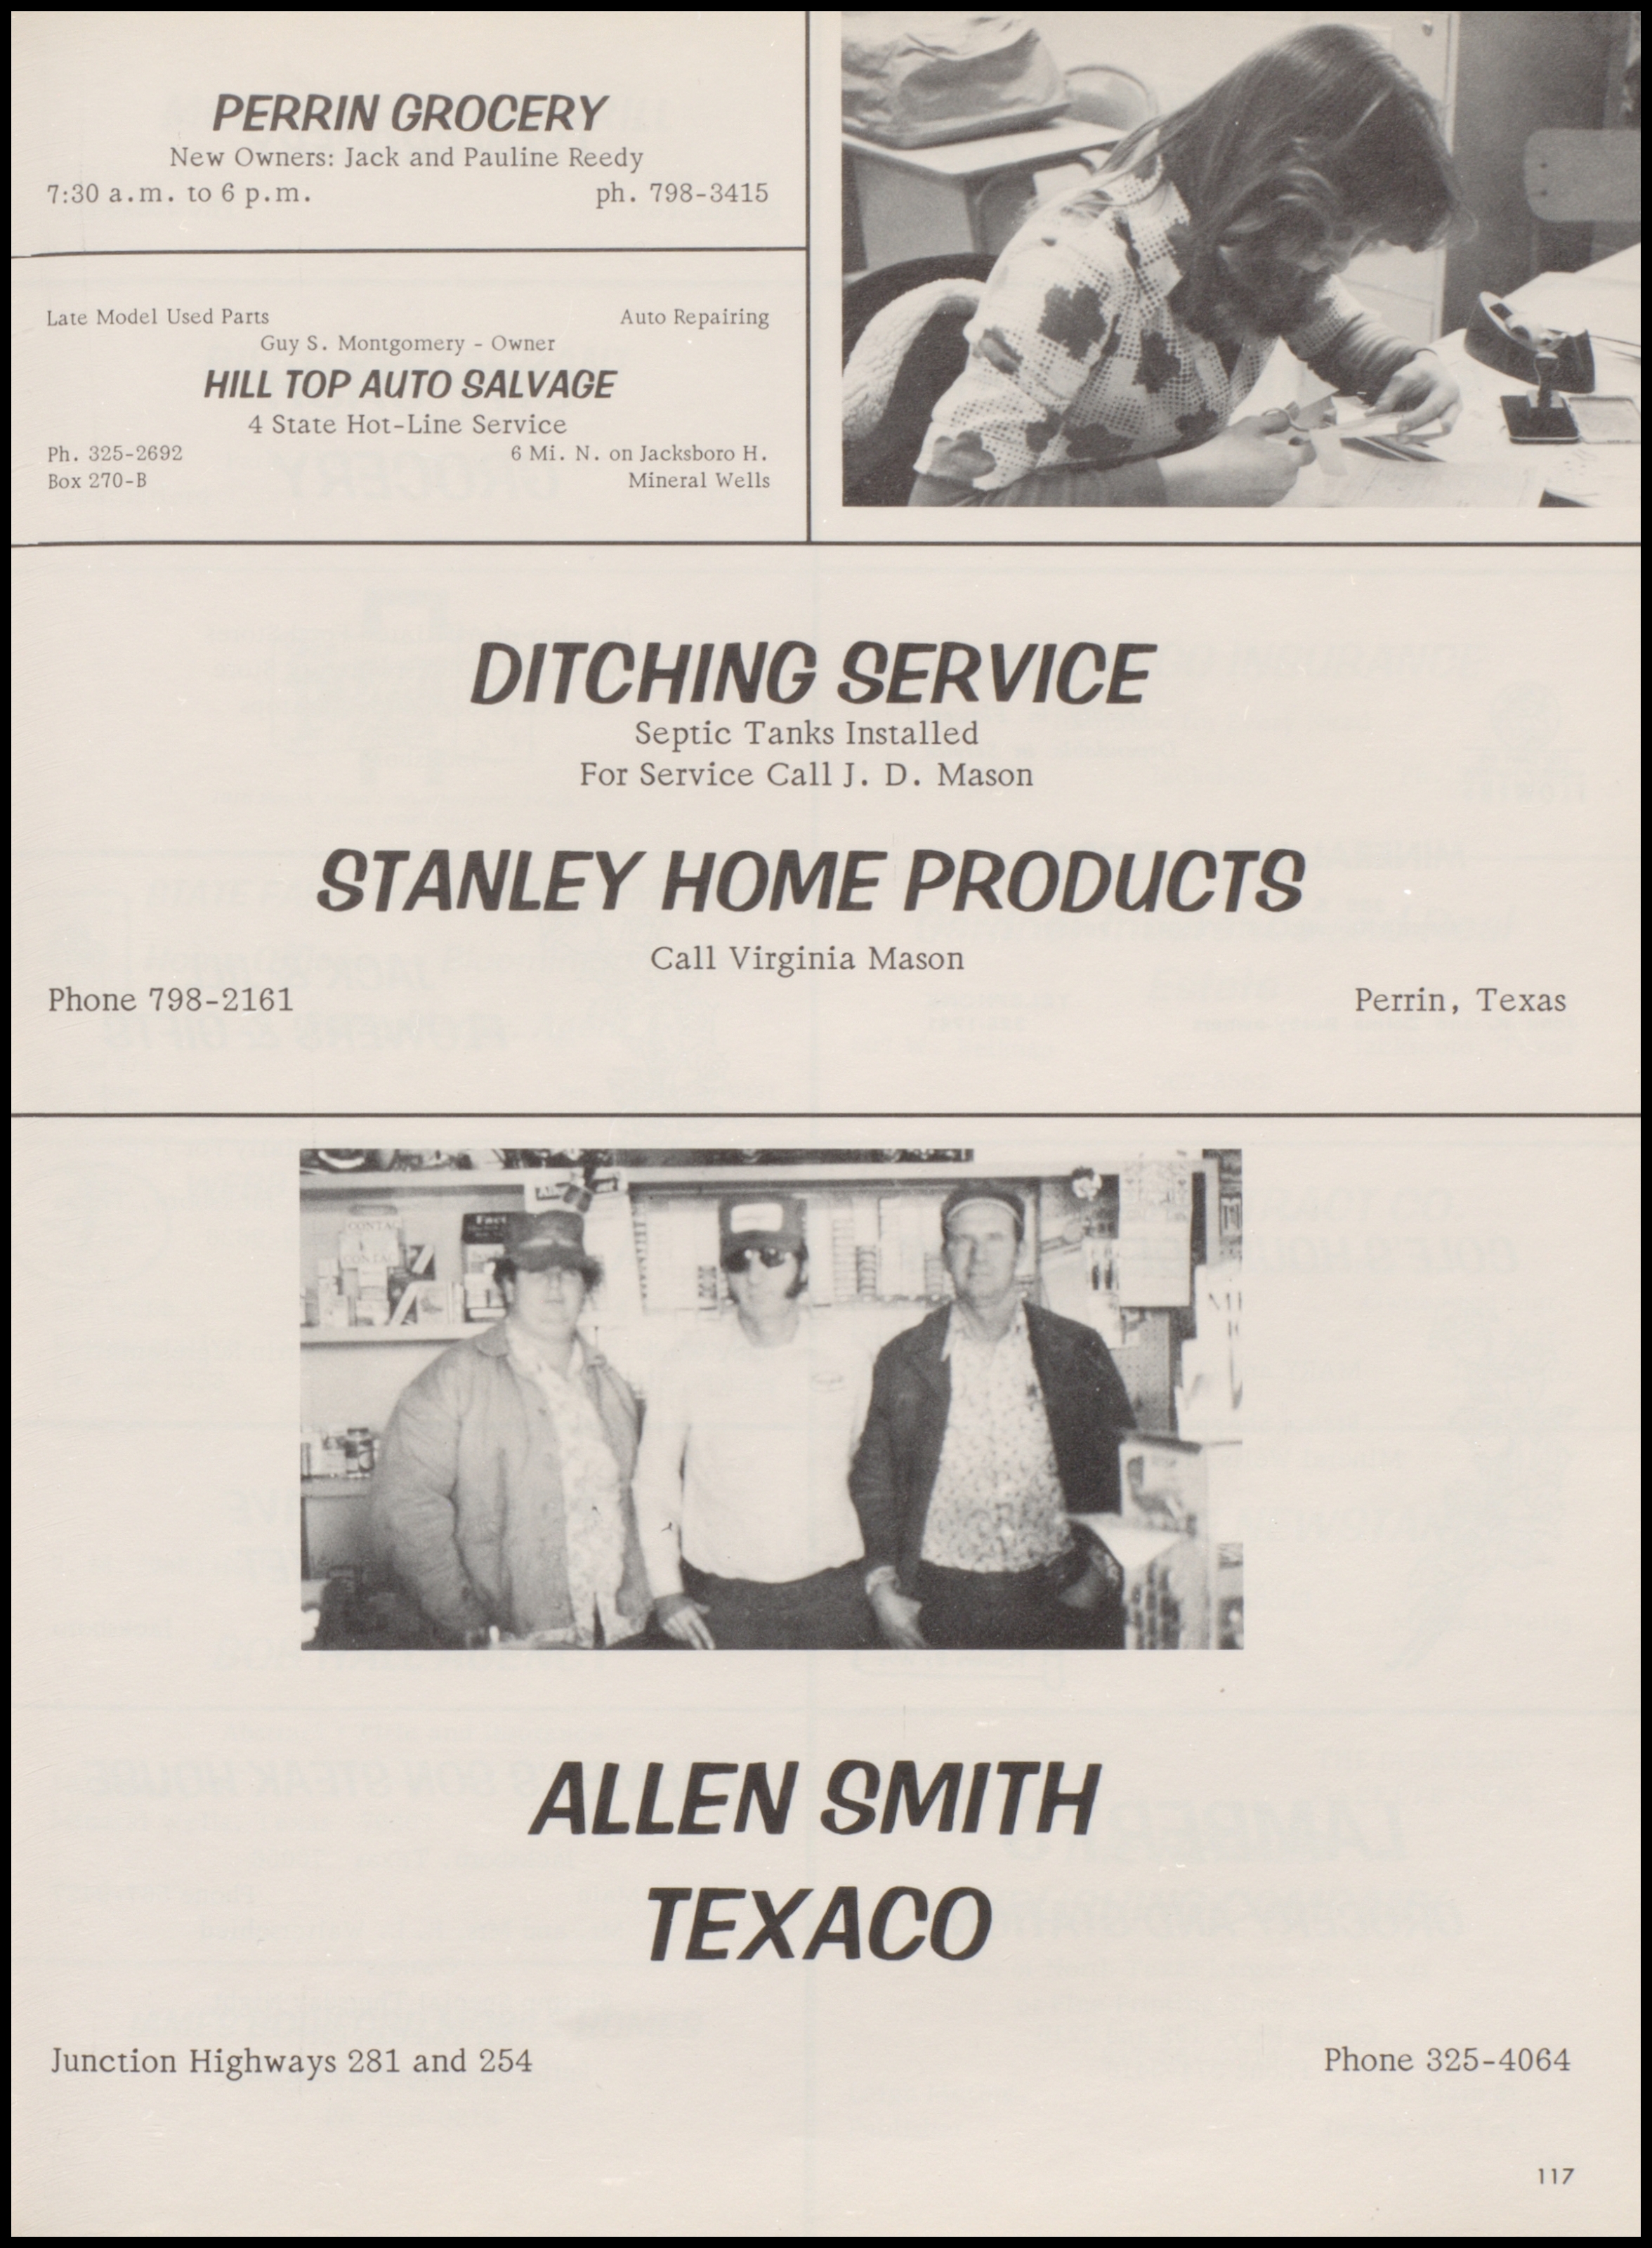 PERRIN GROCERY
New Owners: Jack and Pauline Reedy
7:30 a.m. to 6 p.m. ph. 798-3415
Late Model Used Parts Auto Repairing
Guy S. Montgomery - Owner
HILL TOP AUTO SALVAGE
4 State Hot-Line Service
Ph. 325-2692 6 Mi. N. on Jacksboro H.
Box 270-B Mineral Wells
DITCHING SERVICE
Septic Tanks Installed
For Service Call J. D. Mason
STANLEY HOME PRODUCTS
Call Virginia Mason
Phone 798-2161 Perrin, Texas
CONTAC
CONTAC
ALLEN SMITH
TEXACO
Junction Highways 281 and 254 Phone 325-4064
117